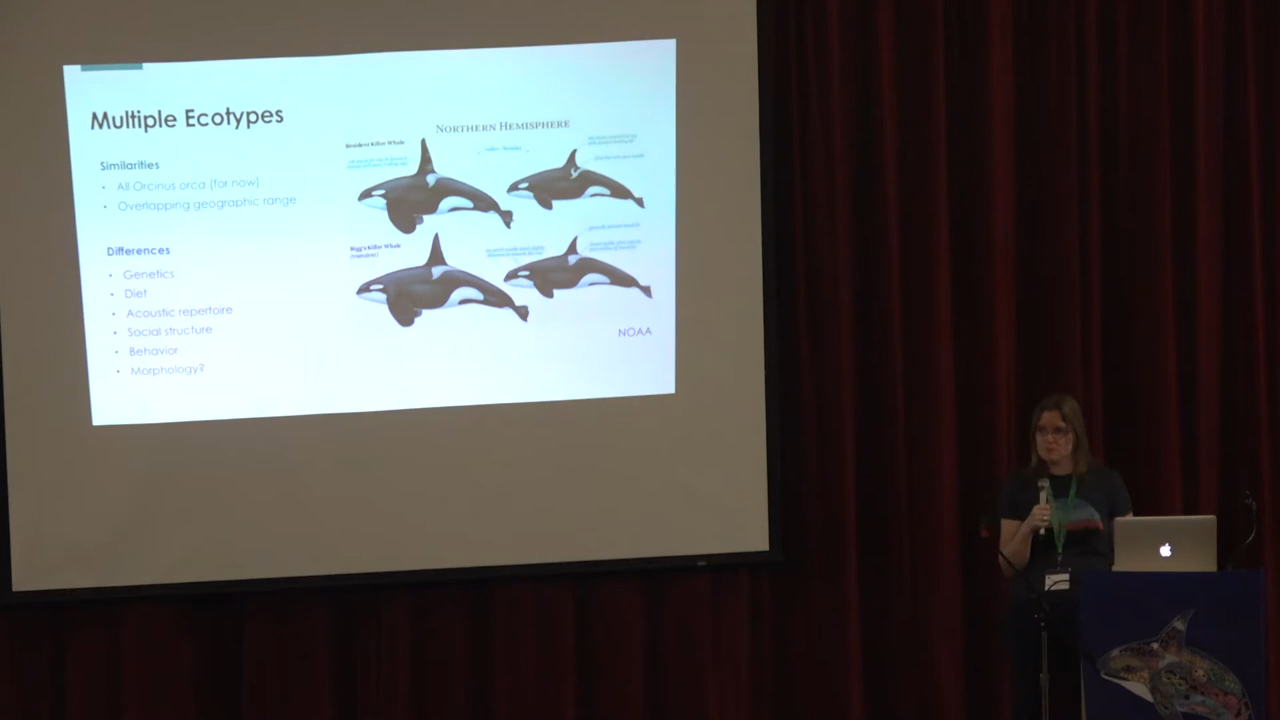 Multiple Ecotypes
Similarities
• All Orcinus orca (for now)
• Overlapping geographic range
Differences
• Genetics
• Diet
• Acoustic repertoire
• Social structure
• Behavior
• Morphology?
NORTHERN HEMISPHERE
Resident Killer Whale
Bigg's Killer Whale
(transient)
NOAA